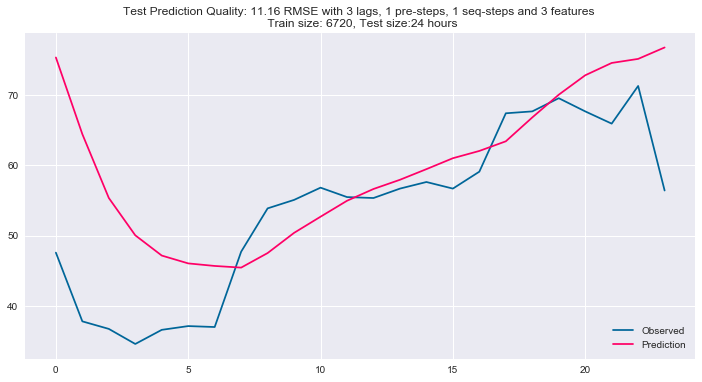 Test Prediction Quality: 11.16 RMSE with 3 lags, 1 pre-steps, 1 seq-steps and 3 features
Train size: 6720, Test size:24 hours
70
60
50
40
Observed
Prediction
0
5
10
15
20